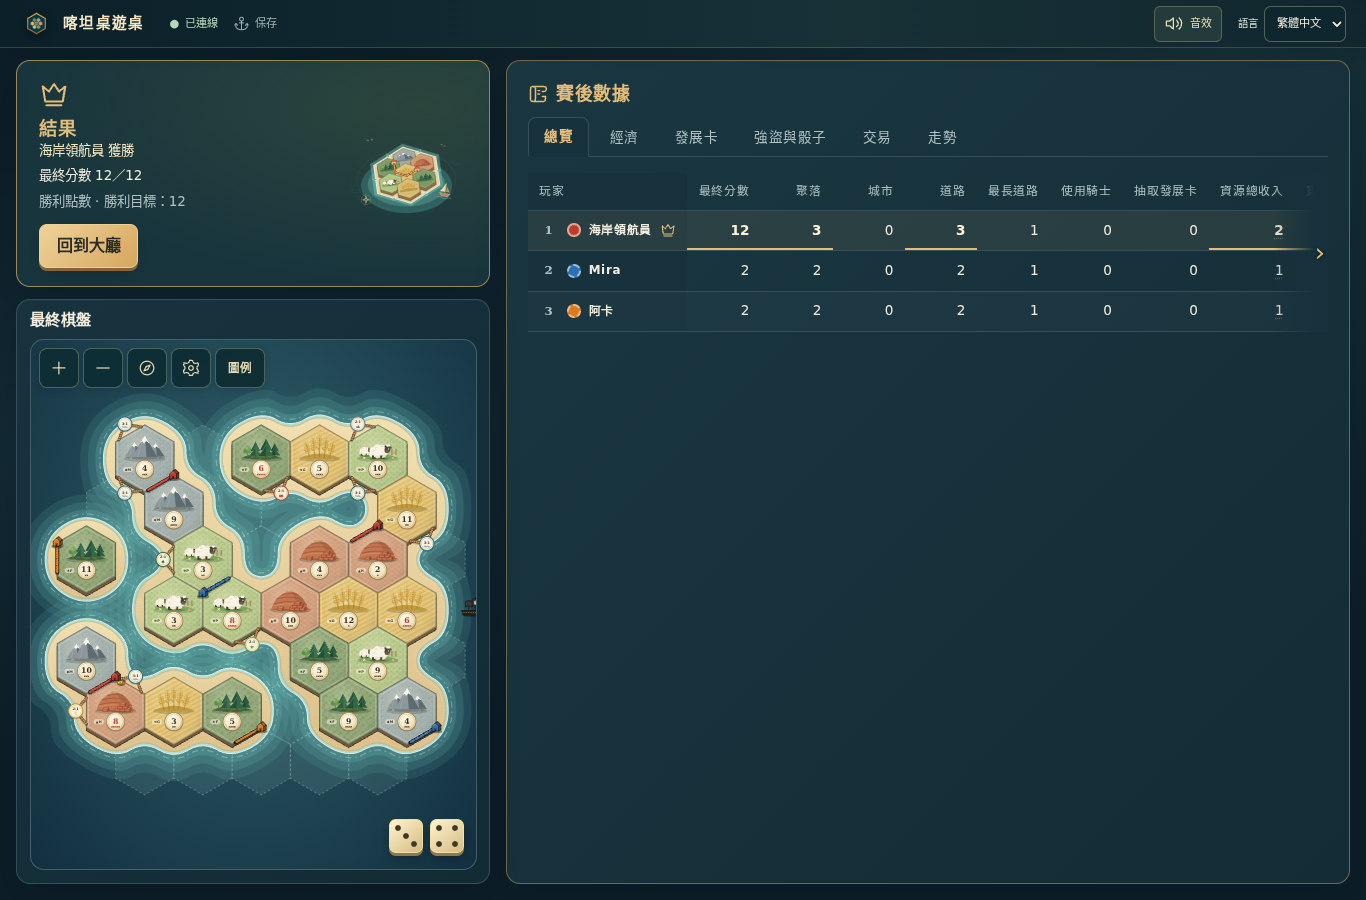 喀坦桌遊桌
已連線
保存
音效
語言
繁體中文
結果
海岸領航員 獲勝
最終分數 12／12
勝利點數 · 勝利目標：12
回到大廳
最終棋盤
圖例
4
6
5
10
9
11
11
3
4
2
3
8
10
12
6
10
5
9
8
3
5
9
4
賽後數據
總覽
經濟
發展卡
強盜與骰子
交易
走勢
玩家 最終分數 聚落 城市 道路 最長道路 使用騎士 抽取發展卡 資源總收入
1 海岸領航員 12 3 0 3 1 0 0 2
2 Mira 2 2 0 2 1 0 0 1
3 阿卡 2 2 0 2 1 0 0 1